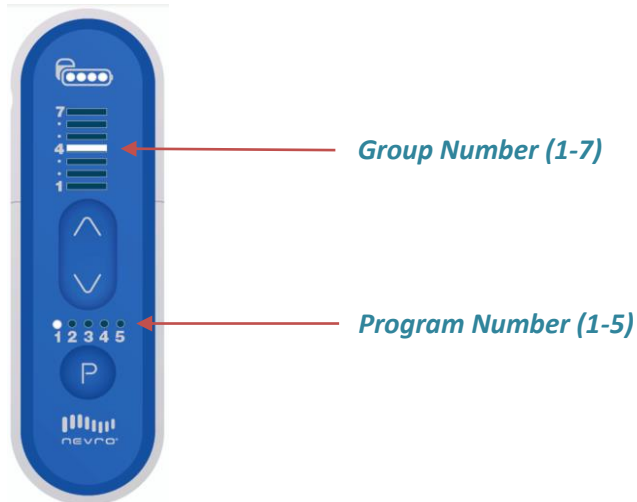 7
4
Group Number (1-7)
1
Program Number (1-5)
1 2 3 4 5
P
nevro